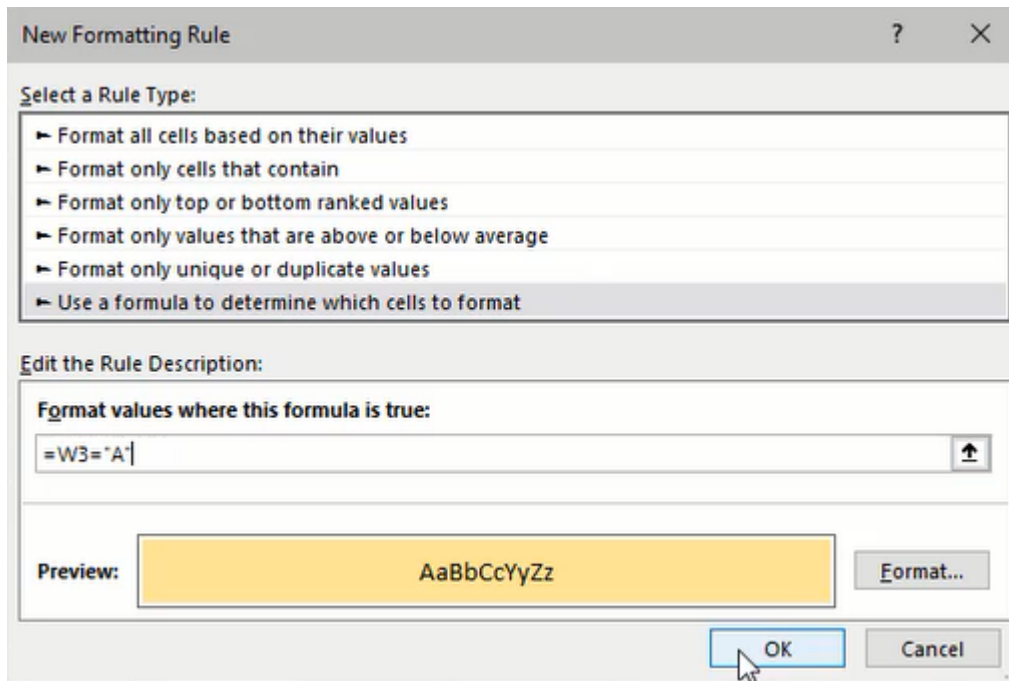 New Formatting Rule ? ×
Select a Rule Type:
► Format all cells based on their values
► Format only cells that contain
► Format only top or bottom ranked values
► Format only values that are above or below average
► Format only unique or duplicate values
► Use a formula to determine which cells to format
Edit the Rule Description:
Format values where this formula is true:
=W3="A"
Preview: AaBbCcYyZz Format...
OK Cancel